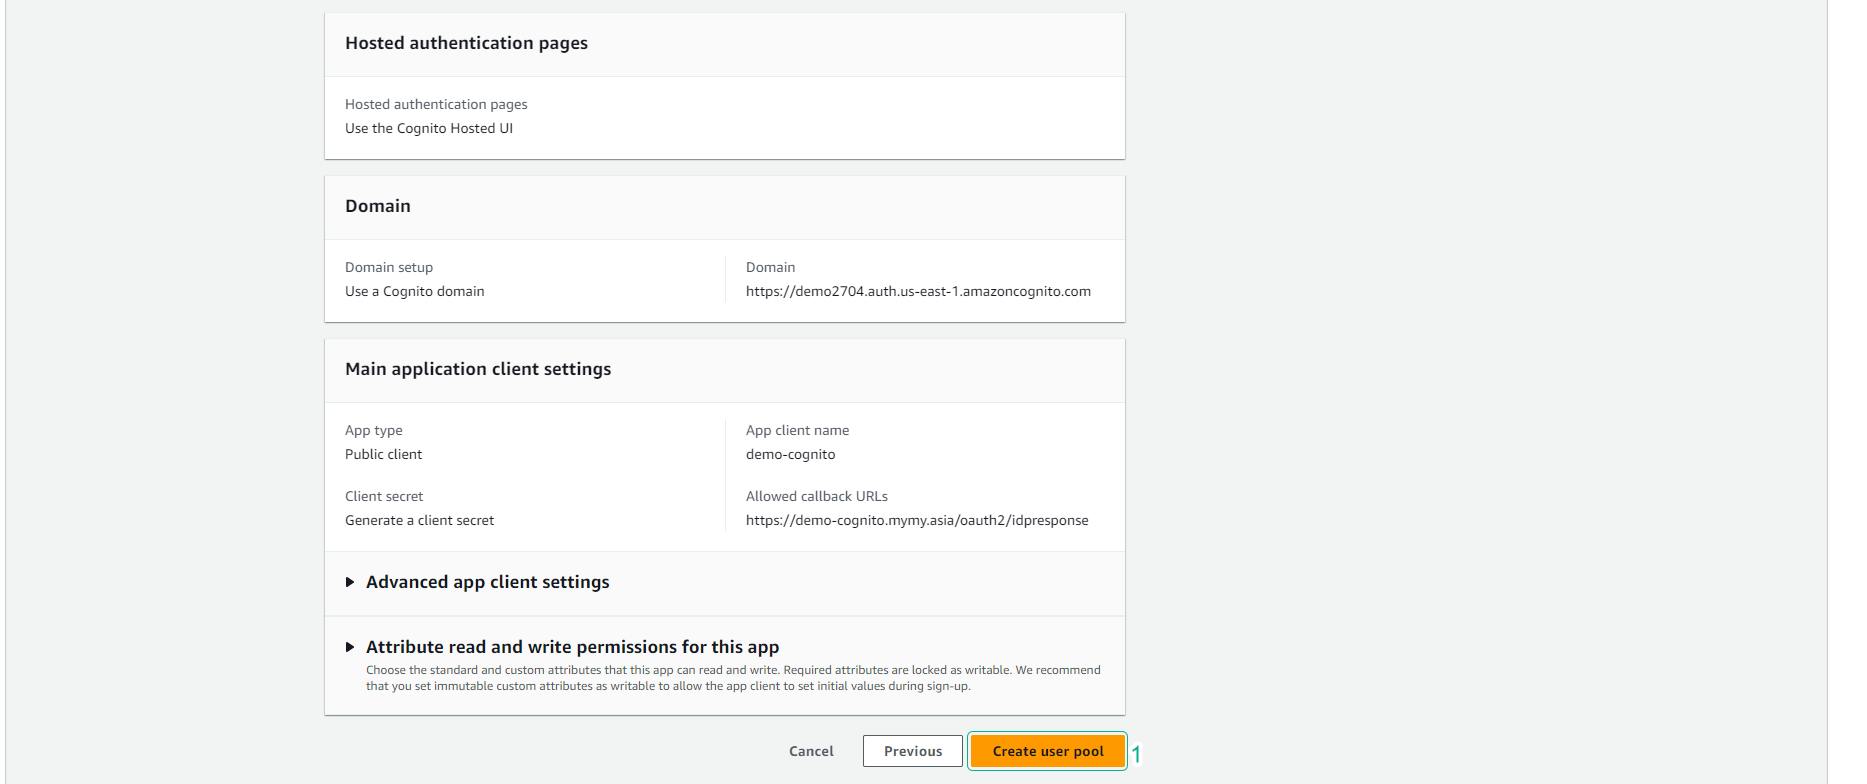 Hosted authentication pages
Hosted authentication pages
Use the Cognito Hosted UI
Domain
Domain setup
Use a Cognito domain
Domain
https://demo2704.auth.us-east-1.amazoncognito.com
Main application client settings
App type
Public client
Client secret
Generate a client secret
App client name
demo-cognito
Allowed callback URLs
https://demo-cognito.mymy.asia/oauth2/idpresponse
Advanced app client settings
Attribute read and write permissions for this app
Choose the standard and custom attributes that this app can read and write. Required attributes are locked as writable. We recommend
that you set immutable custom attributes as writable to allow the app client to set initial values during sign-up.
Cancel
Previous
Create user pool
1